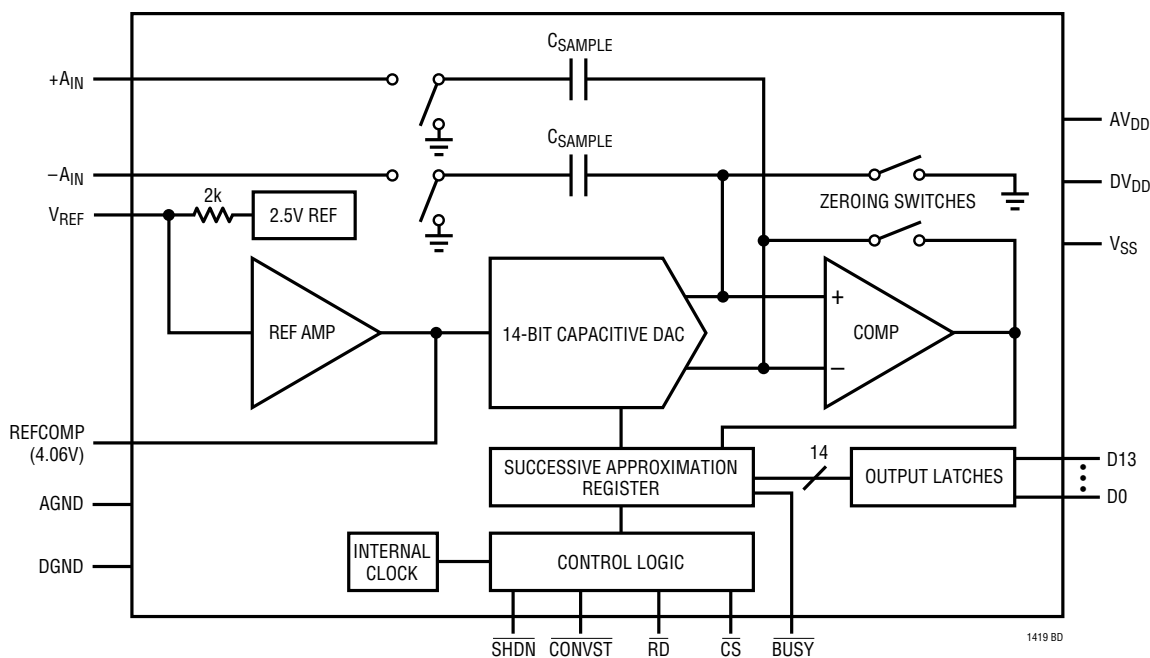 C_SAMPLE
+A_IN
AV_DD
C_SAMPLE
−A_IN
DV_DD
2k
ZEROING SWITCHES
V_REF
2.5V REF
V_SS
+
REF AMP
14-BIT CAPACITIVE DAC
COMP
−
REFCOMP
(4.06V)
14
D13
SUCCESSIVE APPROXIMATION
REGISTER
OUTPUT LATCHES
D0
AGND
INTERNAL
CLOCK
CONTROL LOGIC
DGND
SHDN CONVST RD CS BUSY
1419 BD